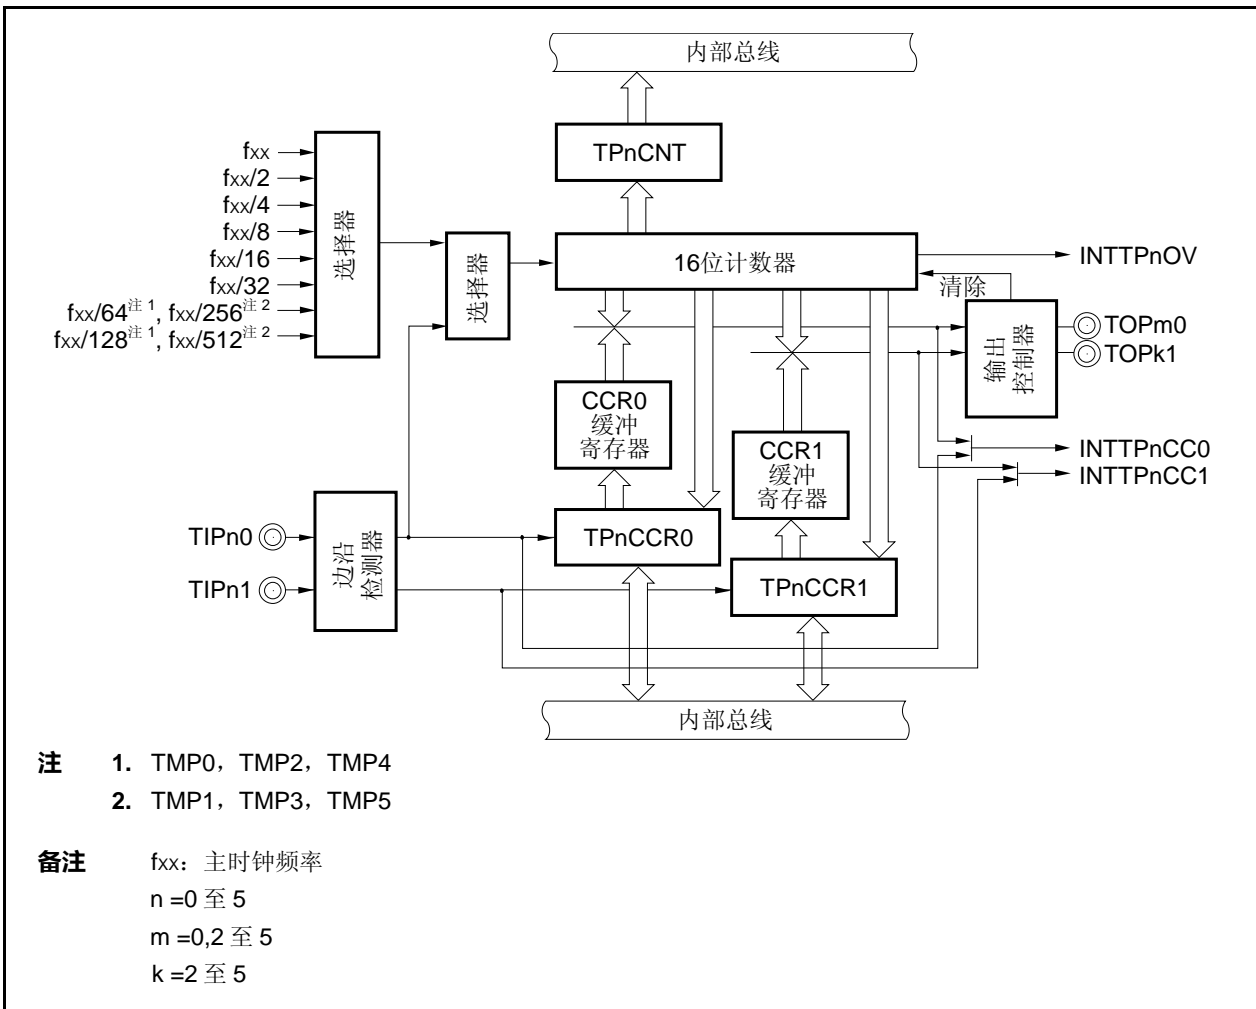 内部总线
TPnCNT
fxx
fxx/2
fxx/4
fxx/8
fxx/16
fxx/32
fxx/64注 1, fxx/256注 2
fxx/128注 1, fxx/512注 2
选择器
选择器
16位计数器
INTTPnOV
清除
TOPm0
TOPk1
输出
控制器
CCR0
缓冲
寄存器
CCR1
缓冲
寄存器
INTTPnCC0
INTTPnCC1
TIPn0
TIPn1
边沿
检测器
TPnCCR0
TPnCCR1
内部总线
注 1. TMP0，TMP2，TMP4
2. TMP1，TMP3，TMP5
备注 fxx：主时钟频率
n =0 至 5
m =0,2 至 5
k =2 至 5